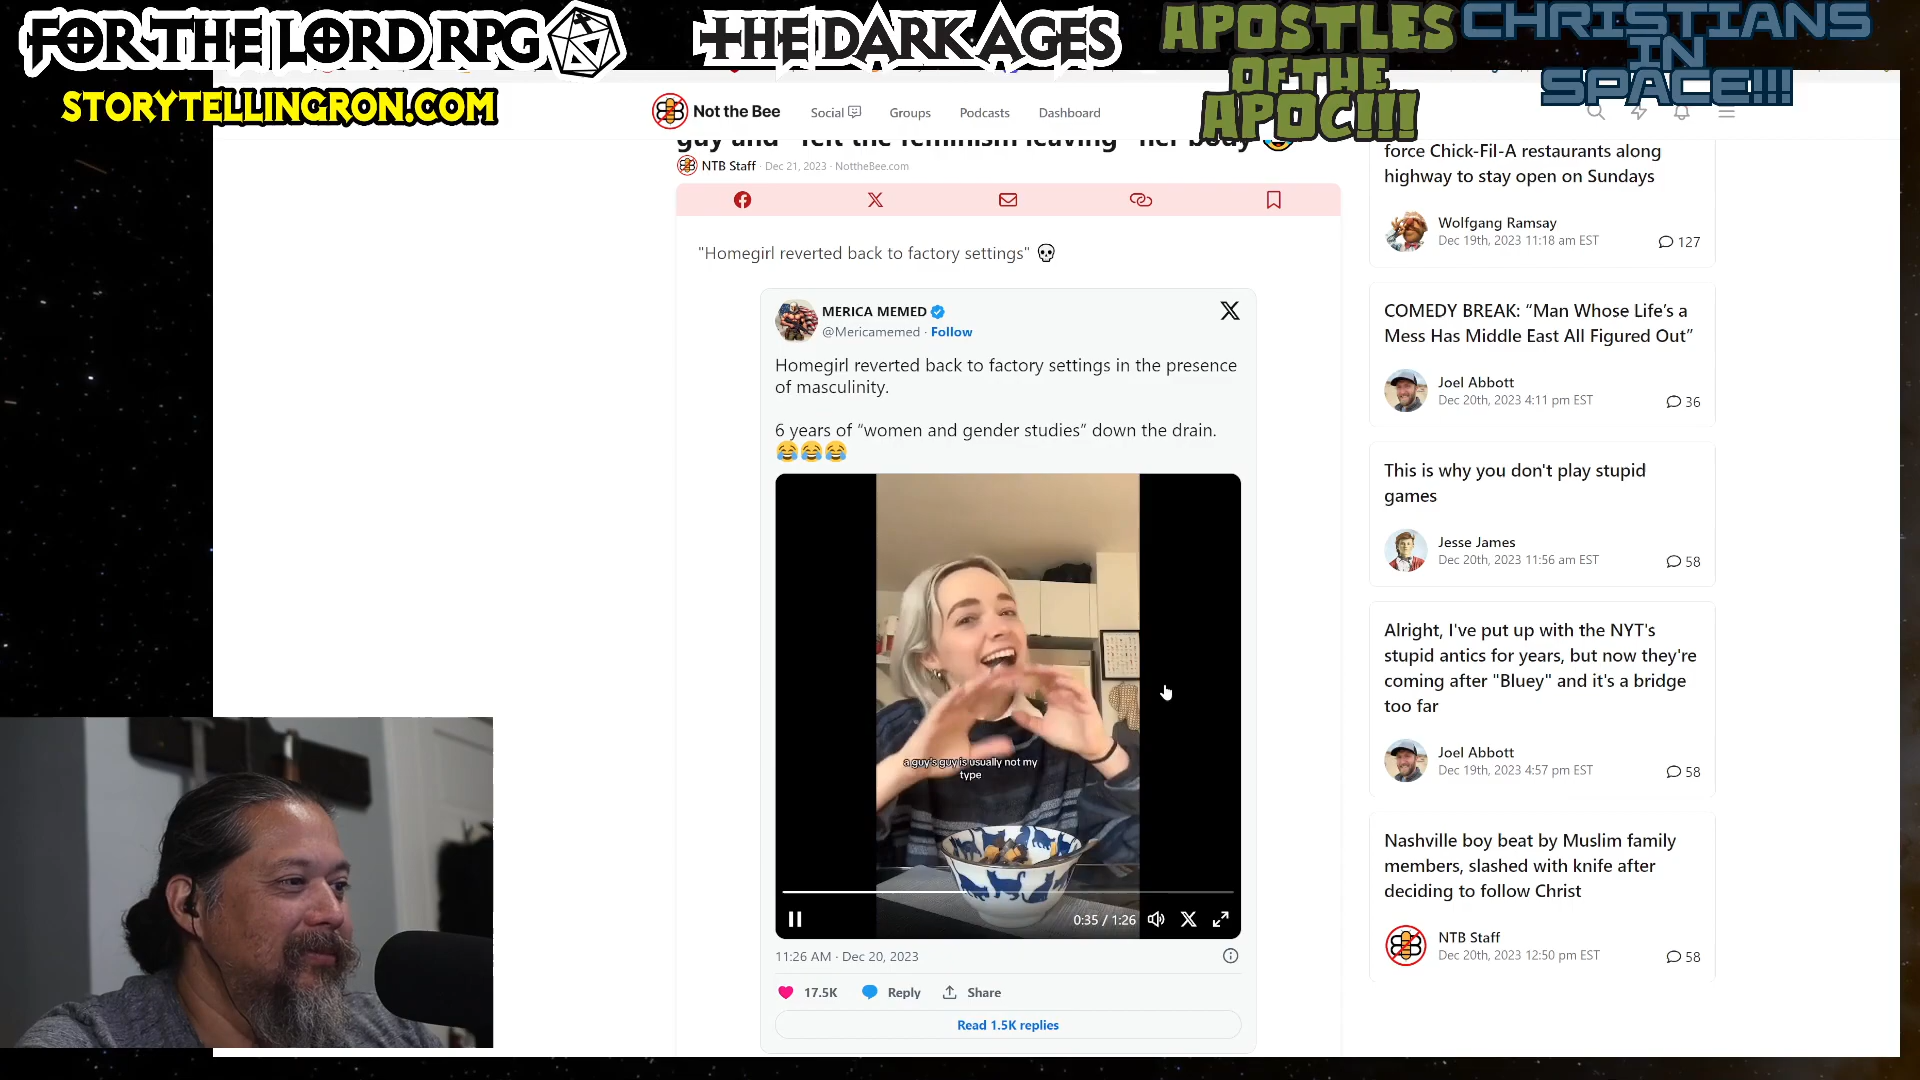 FOR THE LORD RPG
THE DARK AGES
APOSTLES
OF THE
APOC!!!
CHRISTIANS
IN
SPACE!!!
STORYTELLINGRON.COM
Not the Bee
Social
Groups
Podcasts
Dashboard
guy and "felt the feminism leaving" her body
NTB Staff · Dec 21, 2023 · NottheBee.com
"Homegirl reverted back to factory settings"
MERICA MEMED
@Mericamemed · Follow
Homegirl reverted back to factory settings in the presence
of masculinity.
6 years of “women and gender studies” down the drain.
a guy's guy is usually not my
type
0:35 / 1:26
11:26 AM · Dec 20, 2023
17.5K
Reply
Share
Read 1.5K replies
force Chick-Fil-A restaurants along
highway to stay open on Sundays
Wolfgang Ramsay
Dec 19th, 2023 11:18 am EST
127
COMEDY BREAK: “Man Whose Life’s a
Mess Has Middle East All Figured Out”
Joel Abbott
Dec 20th, 2023 4:11 pm EST
36
This is why you don't play stupid
games
Jesse James
Dec 20th, 2023 11:56 am EST
58
Alright, I've put up with the NYT's
stupid antics for years, but now they're
coming after "Bluey" and it's a bridge
too far
Joel Abbott
Dec 19th, 2023 4:57 pm EST
58
Nashville boy beat by Muslim family
members, slashed with knife after
deciding to follow Christ
NTB Staff
Dec 20th, 2023 12:50 pm EST
58